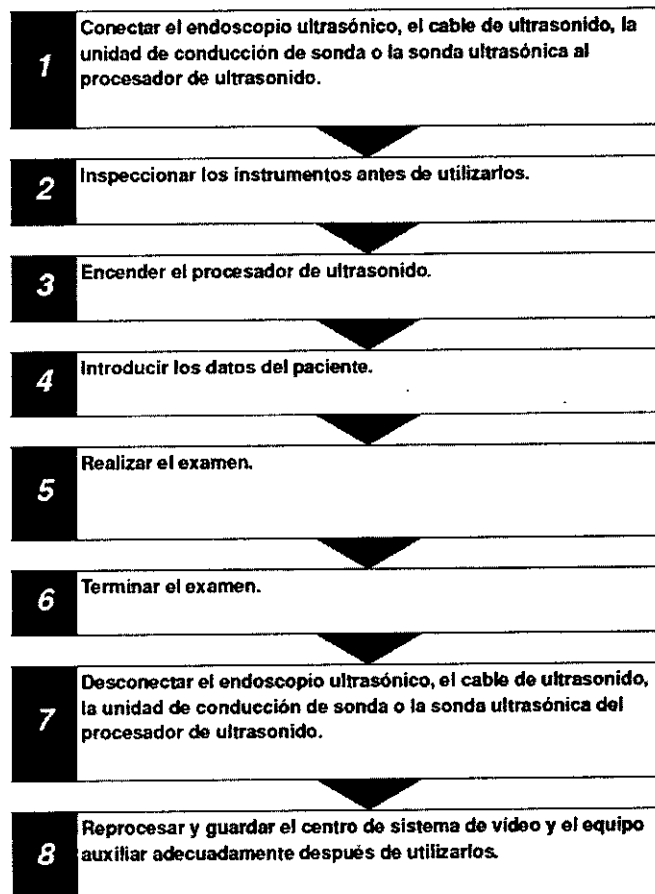 1
Conectar el endoscopio ultrasónico, el cable de ultrasonido, la
unidad de conducción de sonda o la sonda ultrasónica al
procesador de ultrasonido.
2
Inspeccionar los instrumentos antes de utilizarlos.
3
Encender el procesador de ultrasonido.
4
Introducir los datos del paciente.
5
Realizar el examen.
6
Terminar el examen.
7
Desconectar el endoscopio ultrasónico, el cable de ultrasonido,
la unidad de conducción de sonda o la sonda ultrasónica del
procesador de ultrasonido.
8
Reprocesar y guardar el centro de sistema de vídeo y el equipo
auxiliar adecuadamente después de utilizarlos.